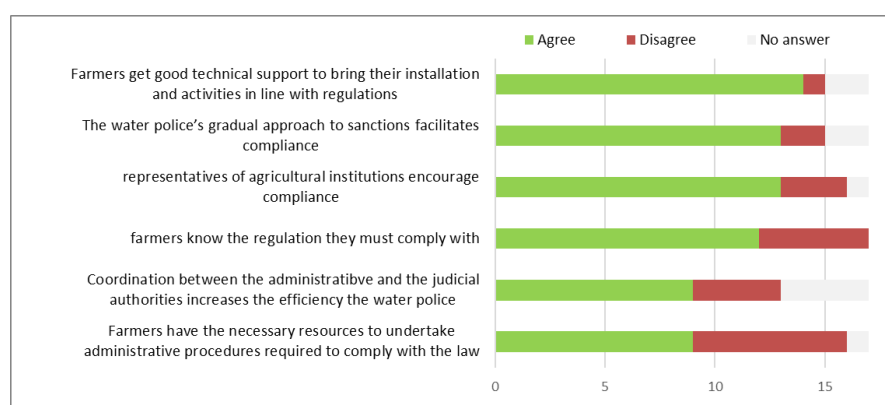 Agree Disagree No answer
Farmers get good technical support to bring their installation
and activities in line with regulations
The water police's gradual approach to sanctions facilitates
compliance
representatives of agricultural institutions encourage
compliance
farmers know the regulation they must comply with
Coordination between the administratibve and the judicial
authorities increases the efficiency the water police
Farmers have the necessary resources to undertake
administrative procedures required to comply with the law
0 5 10 15